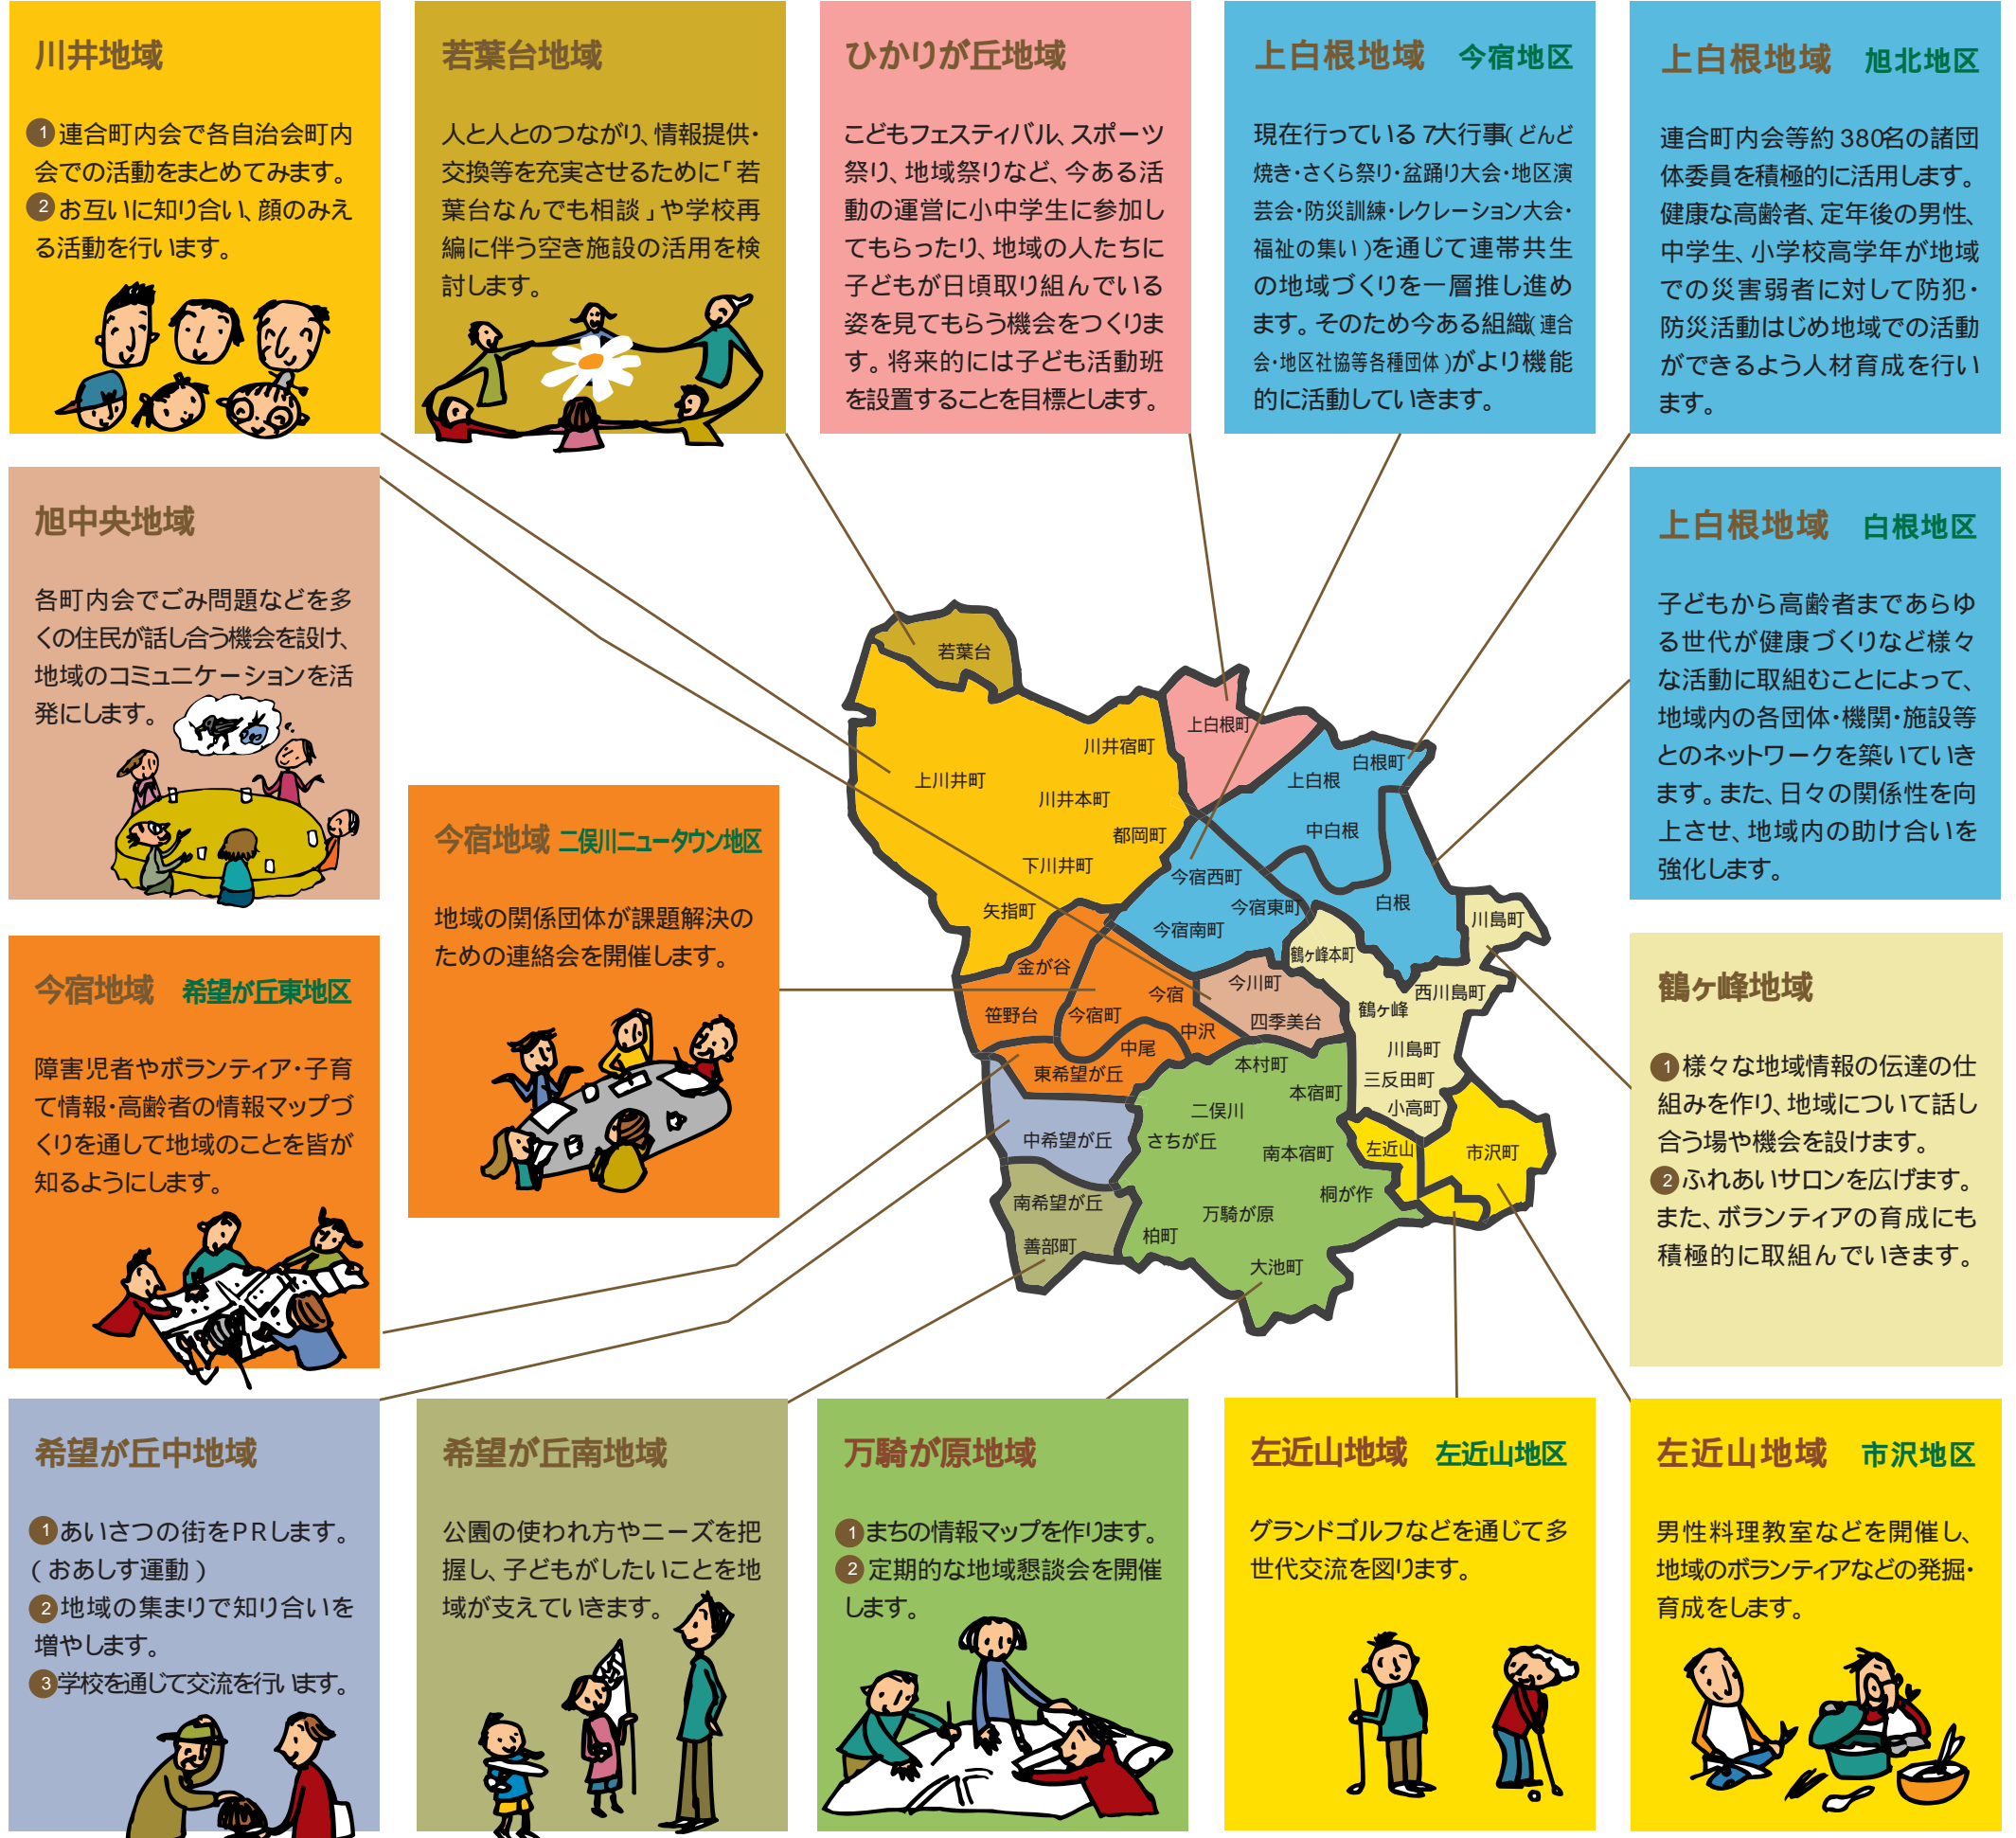 川井地域
1 連合町内会で各自治会町内
会での活動をまとめてみます。
2 お互いに知り合い、顔のみえ
る活動を行います。
若葉台地域
人と人とのつながり、情報提供・
交換等を充実させるために「若
葉台なんでも相談」や学校再
編に伴う空き施設の活用を検
討します。
ひかりが丘地域
こどもフェスティバル、スポーツ
祭り、地域祭りなど、今ある活
動の運営に小中学生に参加し
てもらったり、地域の人たちに
子どもが日頃取り組んでいる
姿を見てもらう機会をつくりま
す。将来的には子ども活動班
を設置することを目標とします。
上白根地域 今宿地区
現在行っている7大行事(どんど
焼き・さくら祭り・盆踊り大会・地区演
芸会・防災訓練・レクレーション大会・
福祉の集い)を通じて連帯共生
の地域づくりを一層推し進め
ます。そのため今ある組織(連合
会・地区社協等各種団体)がより機能
的に活動していきます。
上白根地域 旭北地区
連合町内会等約380名の諸団
体委員を積極的に活用します。
健康な高齢者、定年後の男性、
中学生、小学校高学年が地域
での災害弱者に対して防犯・
防災活動はじめ地域での活動
ができるよう人材育成を行い
ます。
旭中央地域
各町内会でごみ問題などを多
くの住民が話し合う機会を設け、
地域のコミュニケーションを活
発にします。
上白根地域 白根地区
子どもから高齢者まであらゆ
る世代が健康づくりなど様々
な活動に取組むことによって、
地域内の各団体・機関・施設等
とのネットワークを築いていき
ます。また、日々の関係性を向
上させ、地域内の助け合いを
強化します。
今宿地域 二俣川ニュータウン地区
地域の関係団体が課題解決の
ための連絡会を開催します。
今宿地域 希望が丘東地区
障害児者やボランティア・子育
て情報・高齢者の情報マップづ
くりを通して地域のことを皆が
知るようにします。
鶴ヶ峰地域
1 様々な地域情報の伝達の仕
組みを作り、地域について話し
合う場や機会を設けます。
2 ふれあいサロンを広げます。
また、ボランティアの育成にも
積極的に取組んでいきます。
若葉台
上白根町
川井宿町
白根町
上川井町
上白根
川井本町
中白根
都岡町
下川井町
今宿西町
白根
今宿東町
矢指町
川島町
今宿南町
鶴ヶ峰本町
金が谷
今川町
今宿
西川島町
鶴ヶ峰
笹野台
今宿町
四季美台
中沢
中尾
川島町
本村町
東希望が丘
三反田町
本宿町
小高町
二俣川
中希望が丘
さちが丘
左近山
南本宿町
市沢町
桐が作
南希望が丘
万騎が原
柏町
善部町
大池町
希望が丘中地域
1 あいさつの街をPRします。
(おあしす運動)
2 地域の集まりで知り合いを
増やします。
3 学校を通じて交流を行います。
希望が丘南地域
公園の使われ方やニーズを把
握し、子どもがしたいことを地
域が支えていきます。
万騎が原地域
1 まちの情報マップを作ります。
2 定期的な地域懇談会を開催
します。
左近山地域 左近山地区
グランドゴルフなどを通じて多
世代交流を図ります。
左近山地域 市沢地区
男性料理教室などを開催し、
地域のボランティアなどの発掘・
育成をします。